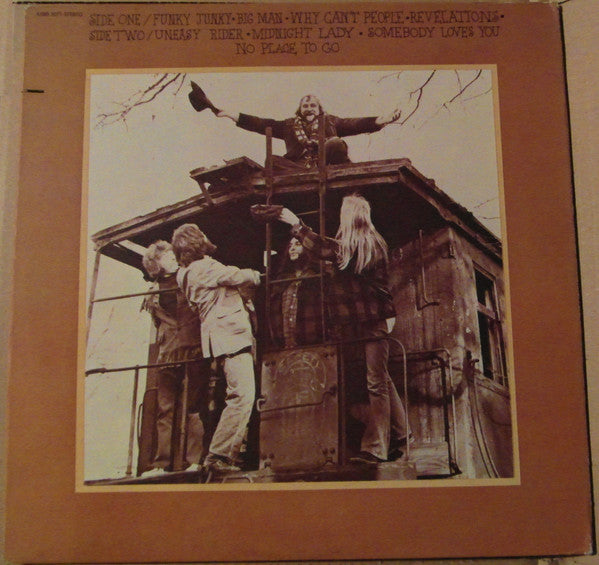 SIDE ONE/FUNKY JUNKY•BIG MAN•WHY CAN'T PEOPLE•REVELATIONS•
SIDE TWO/UNEASY RIDER•MIDNIGHT LADY•SOMEBODY LOVES YOU
NO PLACE TO GO